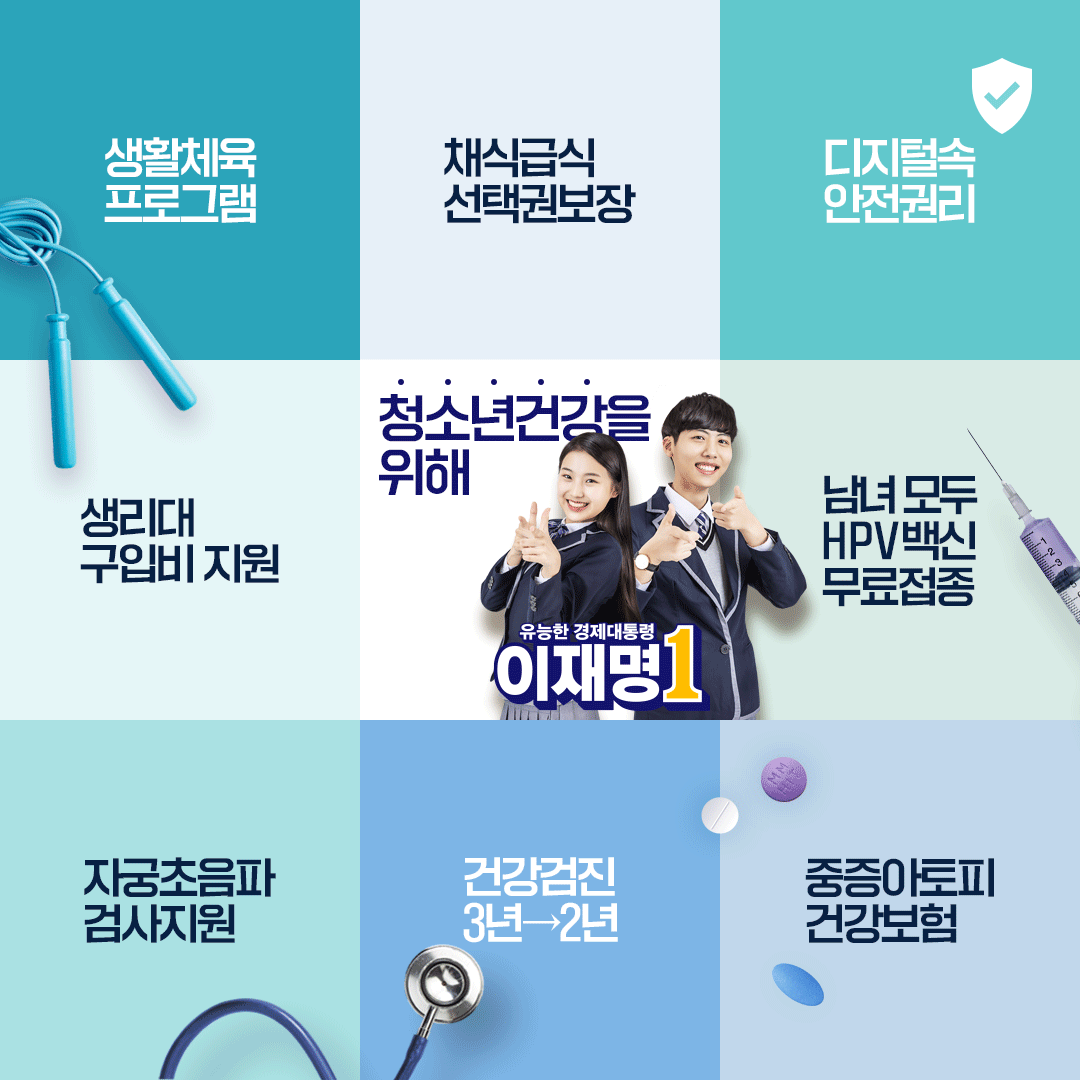 생활체육
프로그램
채식급식
선택권보장
디지털속
안전권리
생리대
구입비 지원
청소년건강을
위해
유능한 경제대통령
이재명1
남녀 모두
HPV 백신
무료접종
자궁초음파
검사지원
건강검진
3년→2년
중증아토피
건강보험